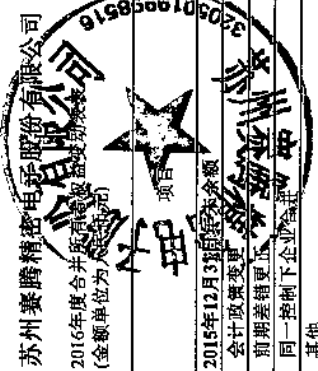 苏州赛腾精密电子股份有限公司
2016年度合并所有者权益变动表
(金额单位为人民币元)
项目
2015年12月31日年末余额
会计政策变更
前期差错更正
同一控制下企业合并
其他
3205019998516